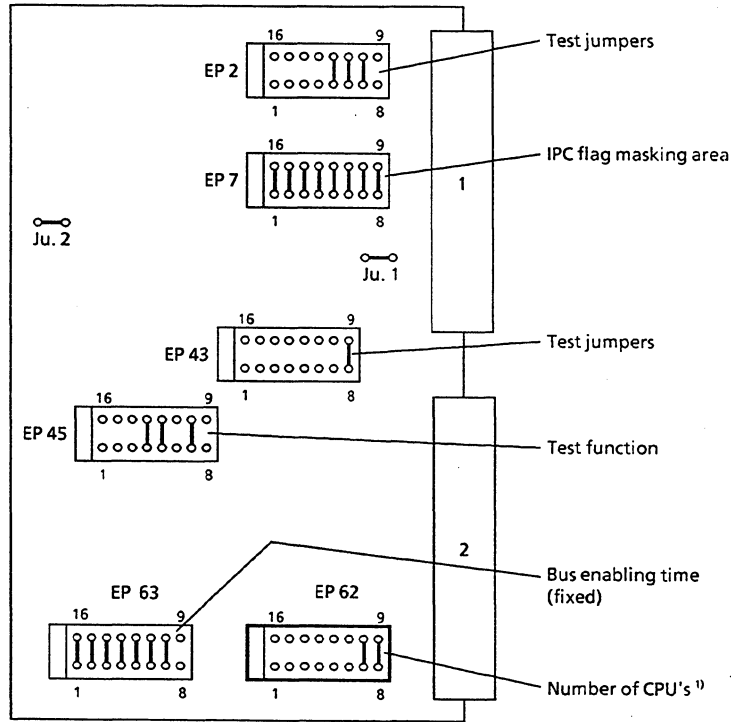 16 9
EP 2
1 8
Test jumpers
16 9
EP 7
1 8
IPC flag masking area
1
Ju. 2
Ju. 1
16 9
EP 43
1 8
Test jumpers
16 9
EP 45
1 8
Test function
2
EP 63
16 9
1 8
Bus enabling time
(fixed)
EP 62
16 9
1 8
Number of CPU's 1)